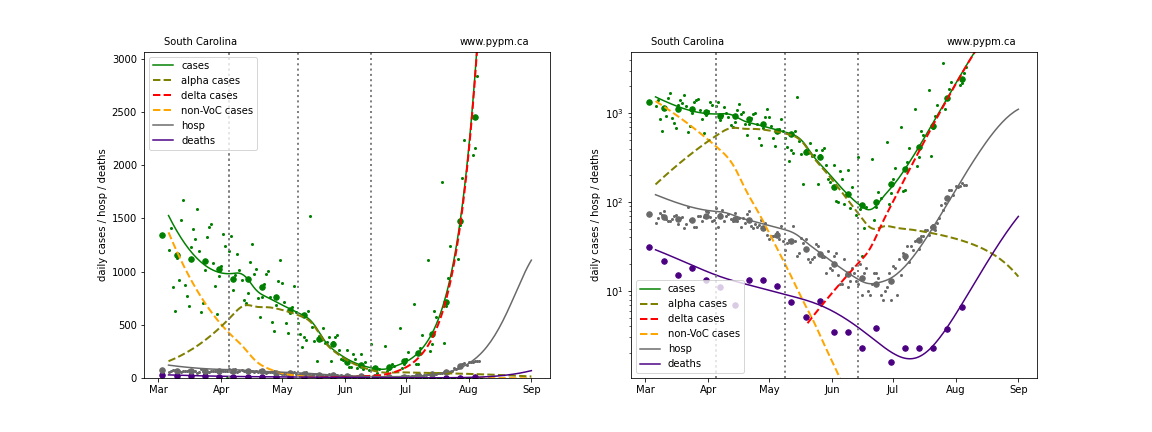 South Carolina www.pypm.ca
3000
2500
2000
1500
1000
500
0
daily cases / hosp / deaths
cases
alpha cases
delta cases
non-VoC cases
hosp
deaths
Mar Apr May Jun Jul Aug Sep
South Carolina www.pypm.ca
10³
10²
10¹
daily cases / hosp / deaths
cases
alpha cases
delta cases
non-VoC cases
hosp
deaths
Mar Apr May Jun Jul Aug Sep